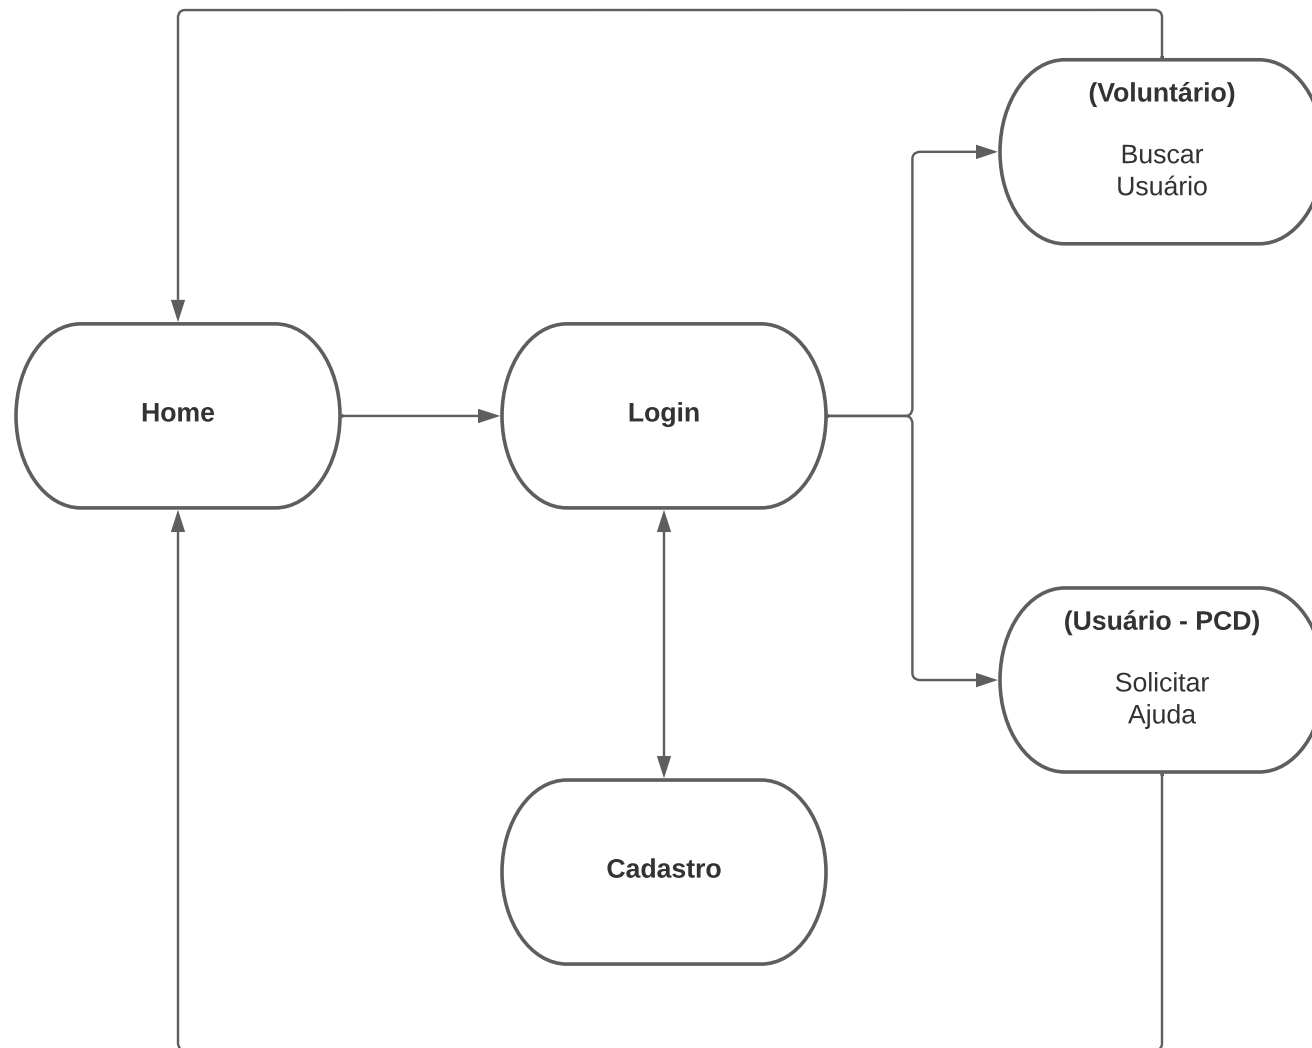 (Voluntário)
Buscar
Usuário
Home
Login
(Usuário - PCD)
Solicitar
Ajuda
Cadastro